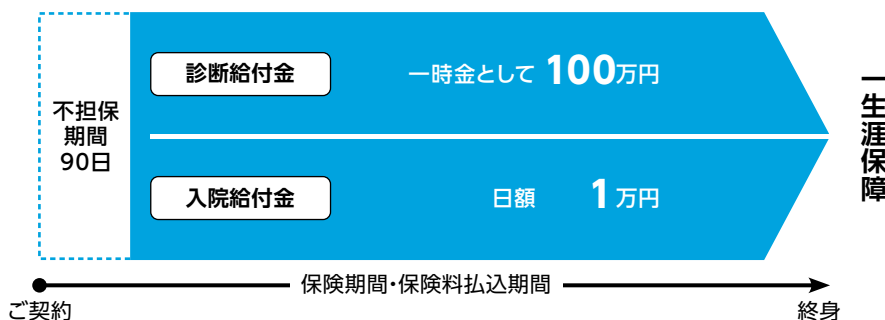 不担保
期間
90日
診断給付金
一時金として 100万円
入院給付金
日額 1万円
一生涯保障
保険期間・保険料払込期間
ご契約
終身